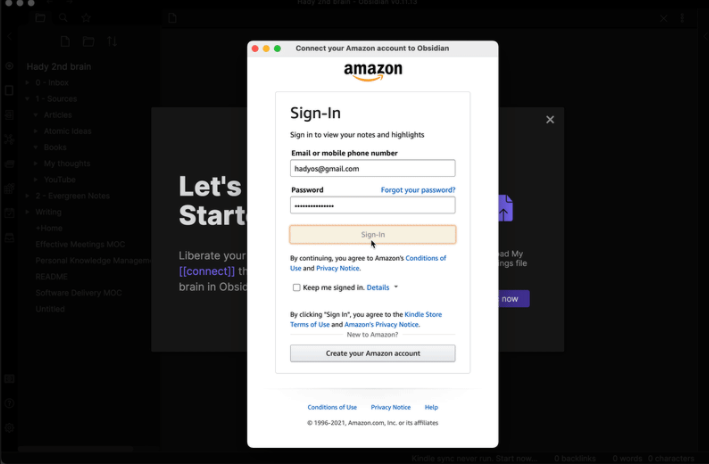 Hady 2nd brain - Obsidian v0.11.13
Connect your Amazon account to Obsidian
amazon
Hady 2nd brain
0 - Inbox
1 - Sources
Articles
Atomic ideas
Books
My thoughts
YouTube
2 - Evergreen Notes
Writing
+Home
Effective Meetings MOC
Personal Knowledge Managemen
README
Software Delivery MOC
Untitled
Let's
Starte
Liberate your
[[connect]] th
brain in Obsid
Sign-In
Sign in to view your notes and highlights
Email or mobile phone number
hadyos@gmail.com
Password
Forgot your password?
Sign-In
By continuing, you agree to Amazon's Conditions of
Use and Privacy Notice.
Keep me signed in. Details
By clicking "Sign In", you agree to the Kindle Store
Terms of Use and Amazon's Privacy Notice.
New to Amazon?
Create your Amazon account
Conditions of Use Privacy Notice Help
© 1996-2021, Amazon.com, Inc. or its affiliates
ad My
ngs file
now
Kindle sync never run. Start now...
0 backlinks
0 words 0 characters